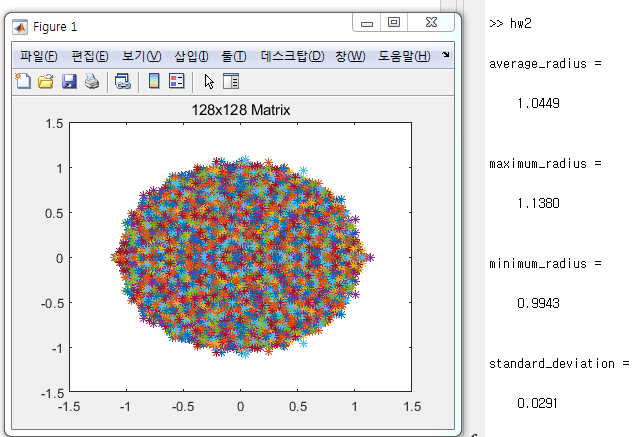 Figure 1
파일(F) 편집(E) 보기(V) 삽입(I) 툴(T) 데스크탑(D) 창(W) 도움말(H)
128x128 Matrix
1.5
1
0.5
0
-0.5
-1
-1.5
-1.5 -1 -0.5 0 0.5 1 1.5
>> hw2
average_radius =
1.0449
maximum_radius =
1.1380
minimum_radius =
0.9943
standard_deviation =
0.0291